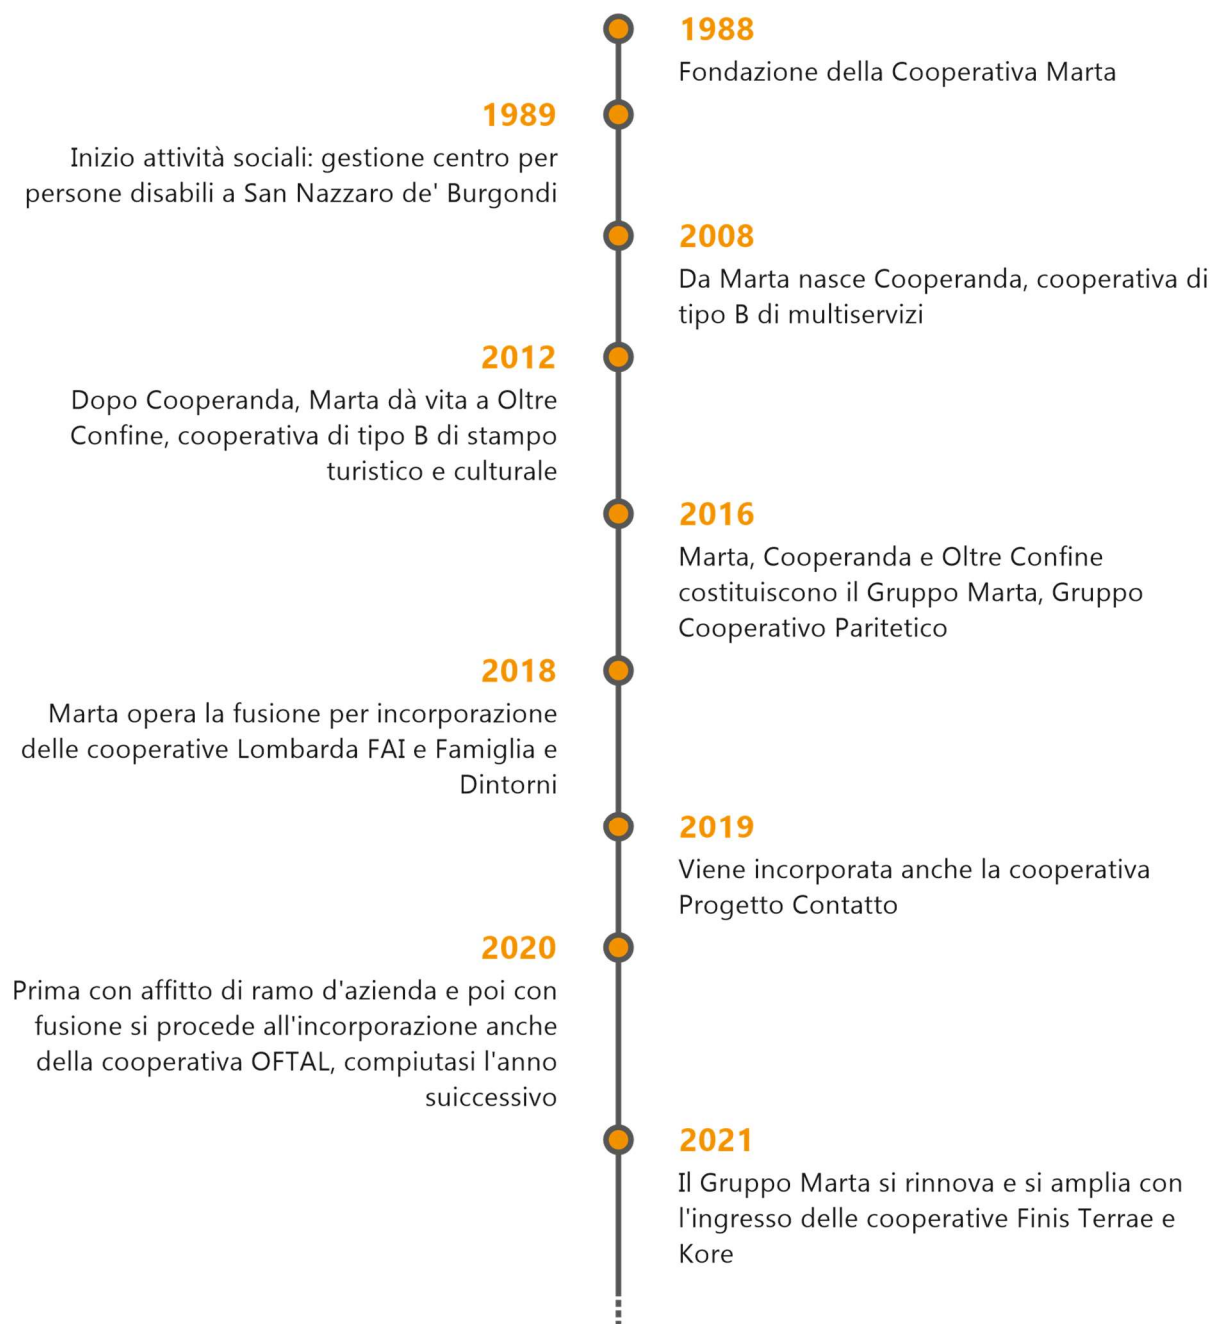 1988
Fondazione della Cooperativa Marta
1989
Inizio attività sociali: gestione centro per
persone disabili a San Nazzaro de' Burgondi
2008
Da Marta nasce Cooperanda, cooperativa di
tipo B di multiservizi
2012
Dopo Cooperanda, Marta dà vita a Oltre
Confine, cooperativa di tipo B di stampo
turistico e culturale
2016
Marta, Cooperanda e Oltre Confine
costituiscono il Gruppo Marta, Gruppo
Cooperativo Paritetico
2018
Marta opera la fusione per incorporazione
delle cooperative Lombarda FAI e Famiglia e
Dintorni
2019
Viene incorporata anche la cooperativa
Progetto Contatto
2020
Prima con affitto di ramo d'azienda e poi con
fusione si procede all'incorporazione anche
della cooperativa OFTAL, compiutasi l'anno
suiccessivo
2021
Il Gruppo Marta si rinnova e si amplia con
l'ingresso delle cooperative Finis Terrae e
Kore